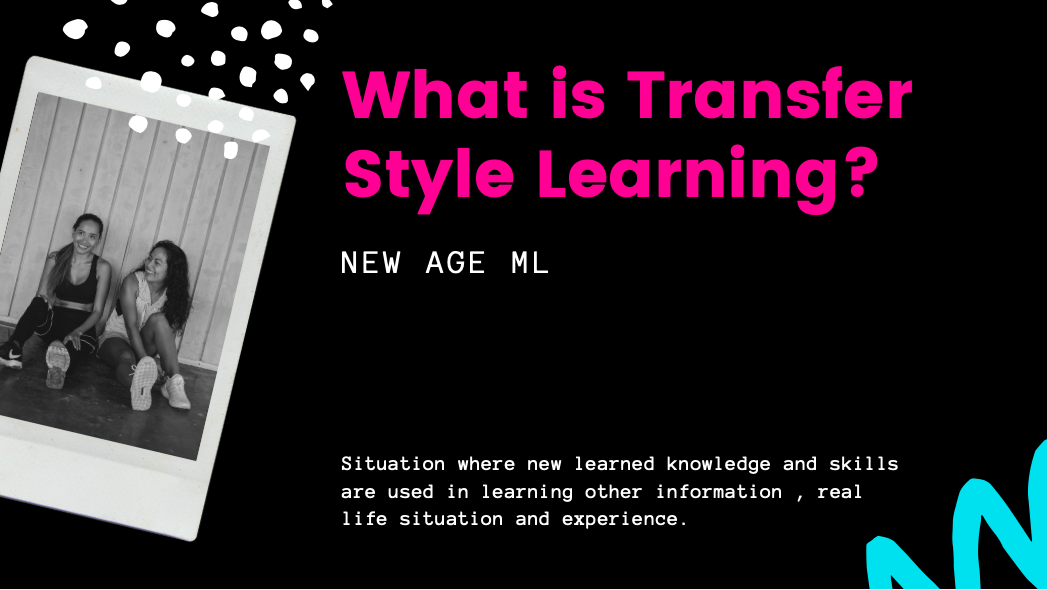 What is Transfer
Style Learning?
NEW AGE ML
Situation where new learned knowledge and skills
are used in learning other information , real
life situation and experience.